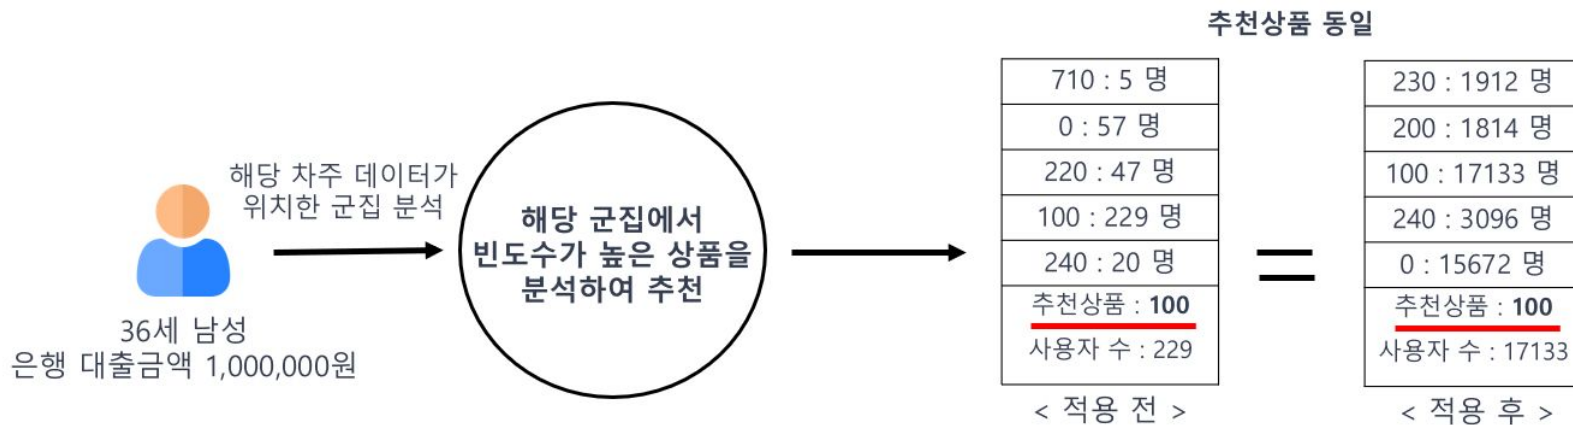 추천상품 동일
해당 차주 데이터가
위치한 군집 분석
36세 남성
은행 대출금액 1,000,000원
해당 군집에서
빈도수가 높은 상품을
분석하여 추천
710 : 5 명
0 : 57 명
220 : 47 명
100 : 229 명
240 : 20 명
추천상품 : 100
사용자 수 : 229
< 적용 전 >
=
230 : 1912 명
200 : 1814 명
100 : 17133 명
240 : 3096 명
0 : 15672 명
추천상품 : 100
사용자 수 : 17133
< 적용 후 >